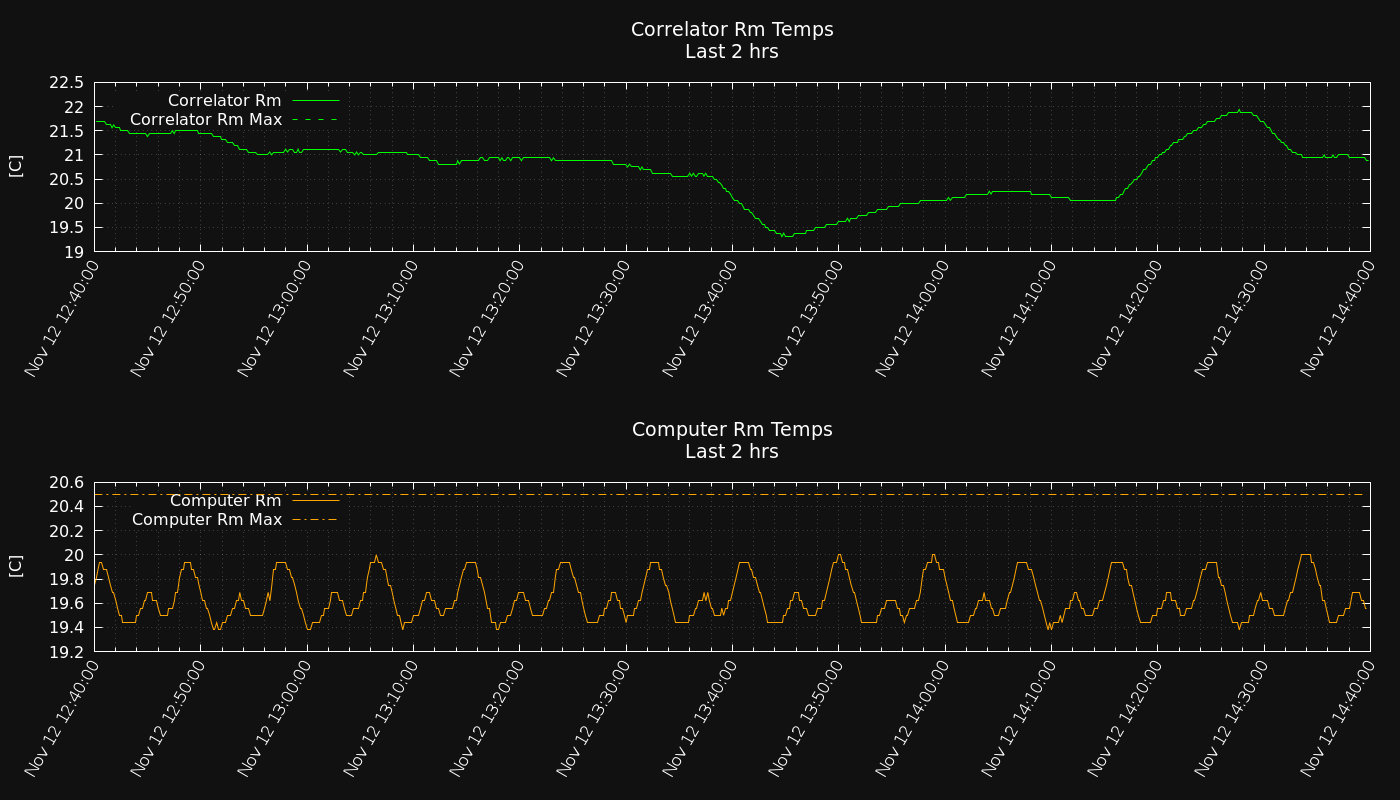 Correlator Rm Temps
Last 2 hrs
22.5
22
21.5
21
20.5
20
19.5
19
[C]
Correlator Rm
Correlator Rm Max
Nov 12 12:40:00
Nov 12 12:50:00
Nov 12 13:00:00
Nov 12 13:10:00
Nov 12 13:20:00
Nov 12 13:30:00
Nov 12 13:40:00
Nov 12 13:50:00
Nov 12 14:00:00
Nov 12 14:10:00
Nov 12 14:20:00
Nov 12 14:30:00
Nov 12 14:40:00
Computer Rm Temps
Last 2 hrs
20.6
20.4
20.2
20
19.8
19.6
19.4
19.2
[C]
Computer Rm
Computer Rm Max
Nov 12 12:40:00
Nov 12 12:50:00
Nov 12 13:00:00
Nov 12 13:10:00
Nov 12 13:20:00
Nov 12 13:30:00
Nov 12 13:40:00
Nov 12 13:50:00
Nov 12 14:00:00
Nov 12 14:10:00
Nov 12 14:20:00
Nov 12 14:30:00
Nov 12 14:40:00